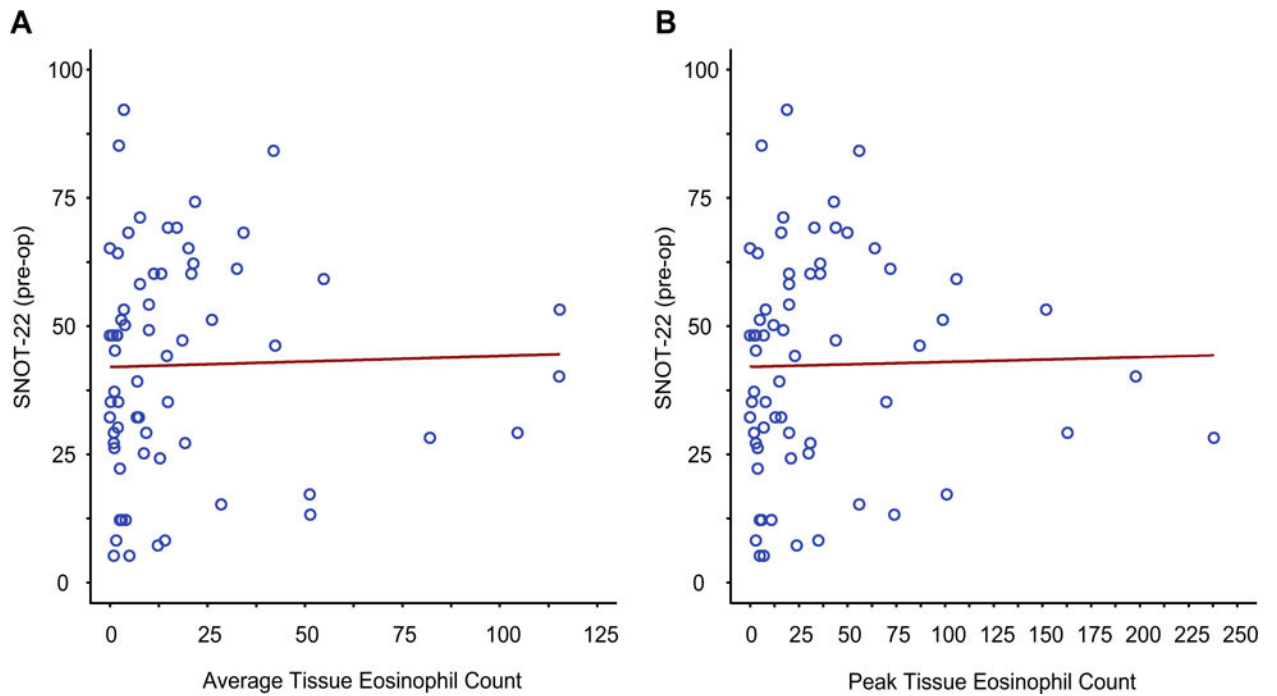 A
B
SNOT-22 (pre-op)
100
75
50
25
0
0 25 50 75 100 125
Average Tissue Eosinophil Count
SNOT-22 (pre-op)
100
75
50
25
0
0 25 50 75 100 125 150 175 200 225 250
Peak Tissue Eosinophil Count